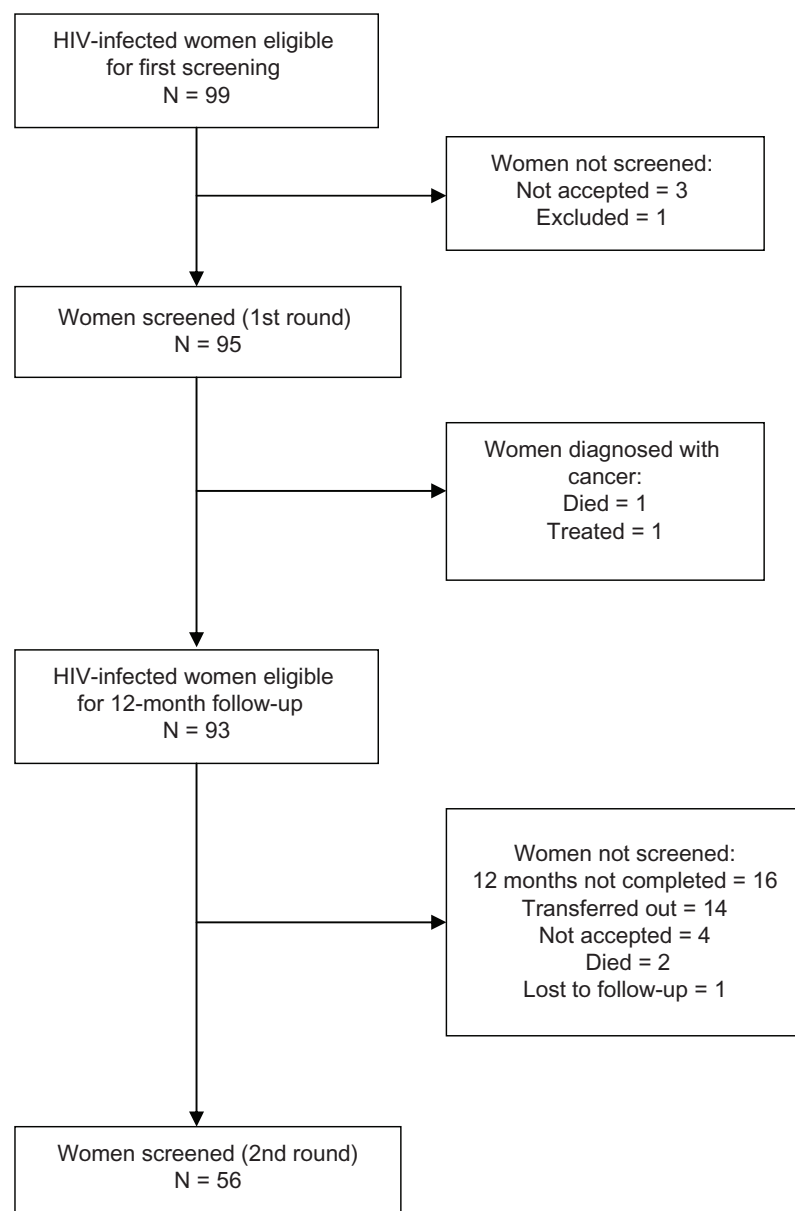 HIV-infected women eligible
for first screening
N = 99
Women not screened:
Not accepted = 3
Excluded = 1
Women screened (1st round)
N = 95
Women diagnosed with
cancer:
Died = 1
Treated = 1
HIV-infected women eligible
for 12-month follow-up
N = 93
Women not screened:
12 months not completed = 16
Transferred out = 14
Not accepted = 4
Died = 2
Lost to follow-up = 1
Women screened (2nd round)
N = 56